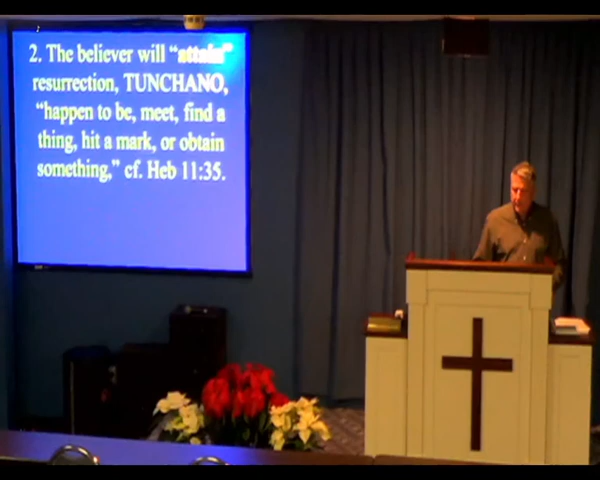 2. The believer will “attain”
resurrection, TUNCHANO,
“happen to be, meet, find a
thing, hit a mark, or obtain
something,” cf. Heb 11:35.